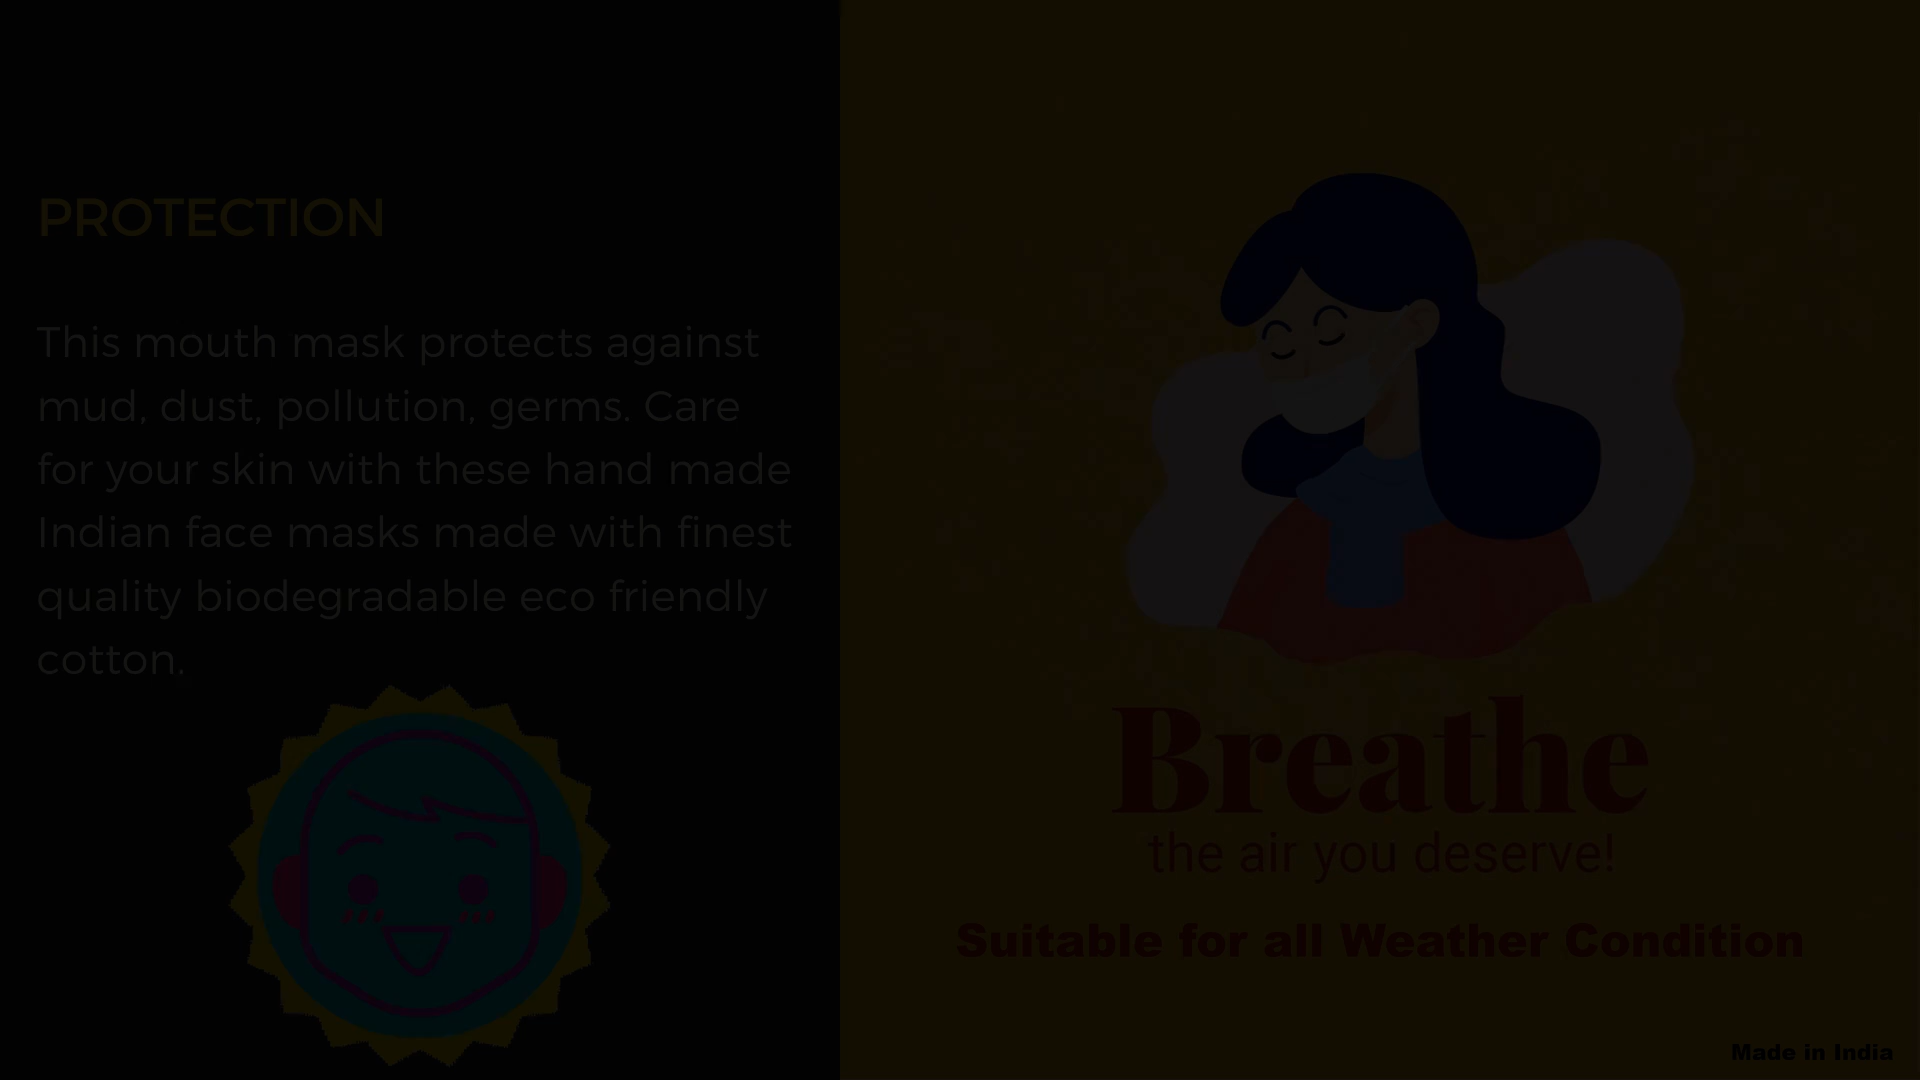 PROTECTION
This mouth mask protects against
mud, dust, pollution, germs. Care
for your skin with these hand made
Indian face masks made with finest
quality biodegradable eco friendly
cotton.
Breathe
the air you deserve!
Suitable for all Weather Condition
Made in India